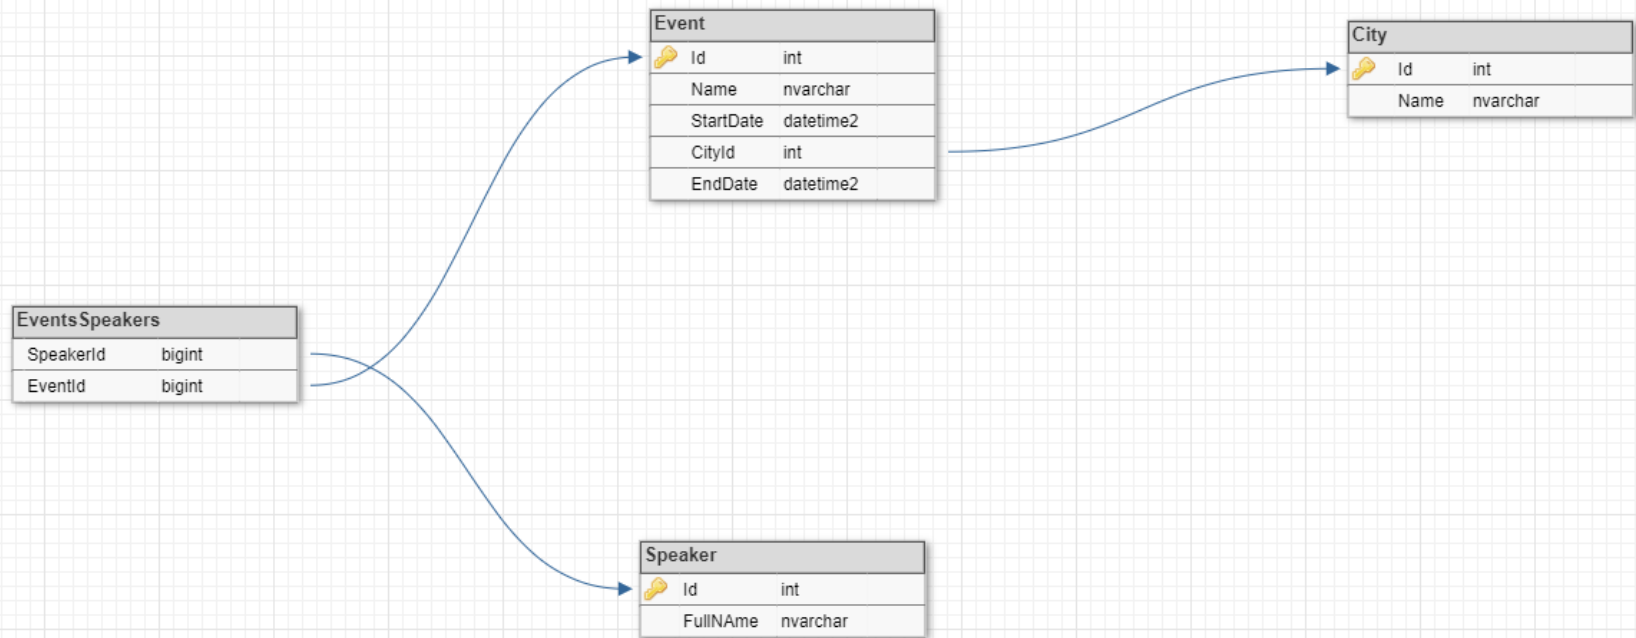 Event
Id int
Name nvarchar
StartDate datetime2
CityId int
EndDate datetime2
City
Id int
Name nvarchar
EventsSpeakers
SpeakerId bigint
EventId bigint
Speaker
Id int
FullNAme nvarchar